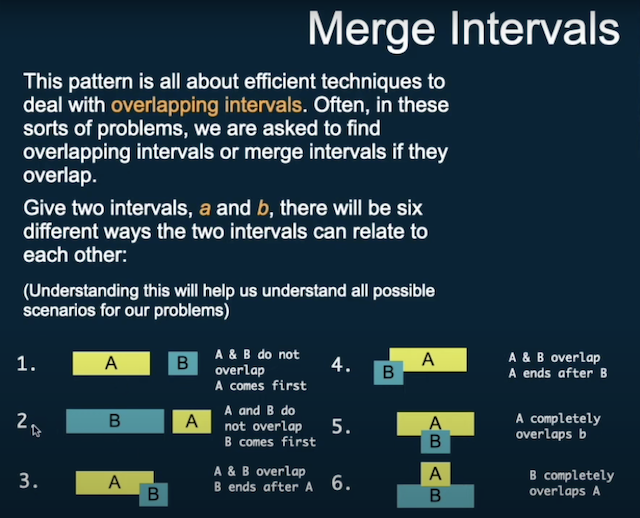 Merge Intervals
This pattern is all about efficient techniques to
deal with overlapping intervals. Often, in these
sorts of problems, we are asked to find
overlapping intervals or merge intervals if they
overlap.
Give two intervals, a and b, there will be six
different ways the two intervals can relate to
each other:
(Understanding this will help us understand all possible
scenarios for our problems)
1.
A
B
A & B do not
overlap
A comes first
2.
B
A
A and B do
not overlap
B comes first
3.
A
B
A & B overlap
B ends after A
4.
A
B
A & B overlap
A ends after B
5.
A
B
A completely
overlaps b
6.
A
B
B completely
overlaps A